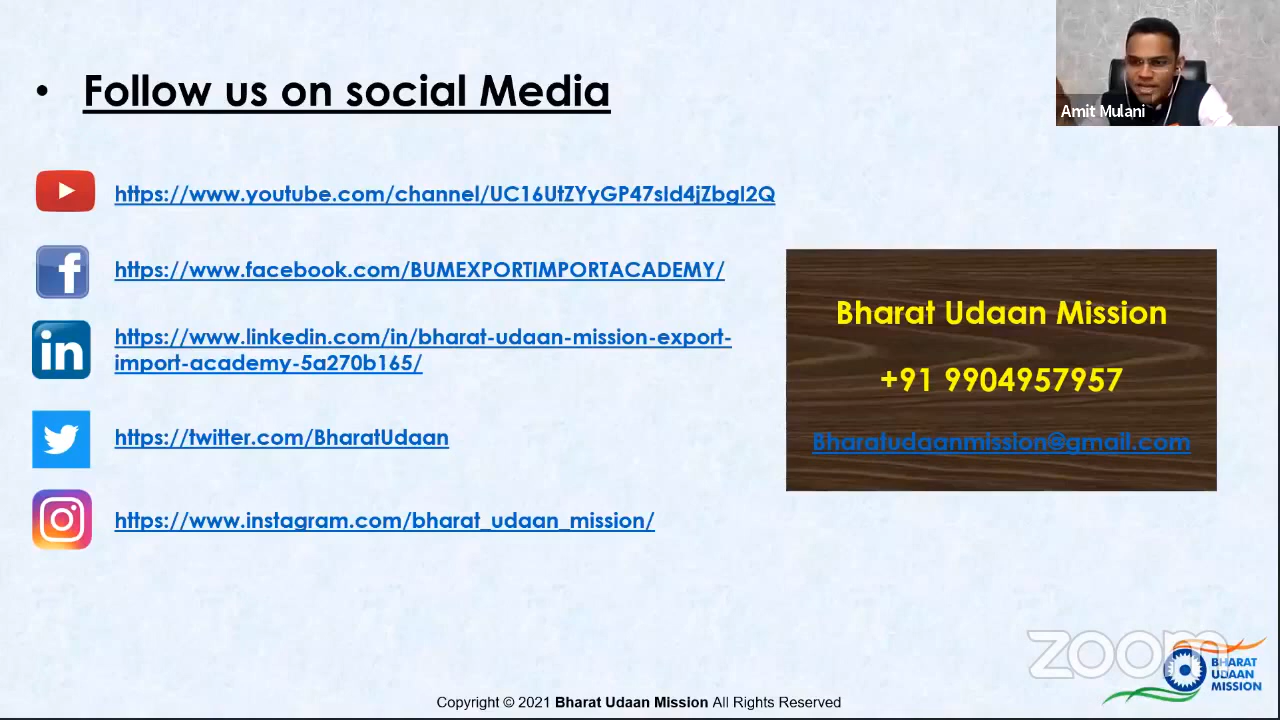 • Follow us on social Media
Amit Mulani
https://www.youtube.com/channel/UC16UtZYyGP47sId4jZbgI2Q
https://www.facebook.com/BUMEXPORTIMPORTACADEMY/
https://www.linkedin.com/in/bharat-udaan-mission-export-
import-academy-5a270b165/
https://twitter.com/BharatUdaan
https://www.instagram.com/bharat_udaan_mission/
Bharat Udaan Mission
+91 9904957957
Bharatudaanmission@gmail.com
zoom
BHARAT
UDAAN
MISSION
Copyright © 2021 Bharat Udaan Mission All Rights Reserved